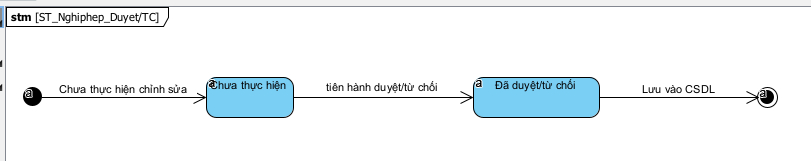 stm [ST_Nghiphep_Duyet/TC]
Chưa thực hiện chỉnh sửa
Chưa thực hiện
tiên hành duyệt/từ chối
Đã duyệt/từ chối
Lưu vào CSDL